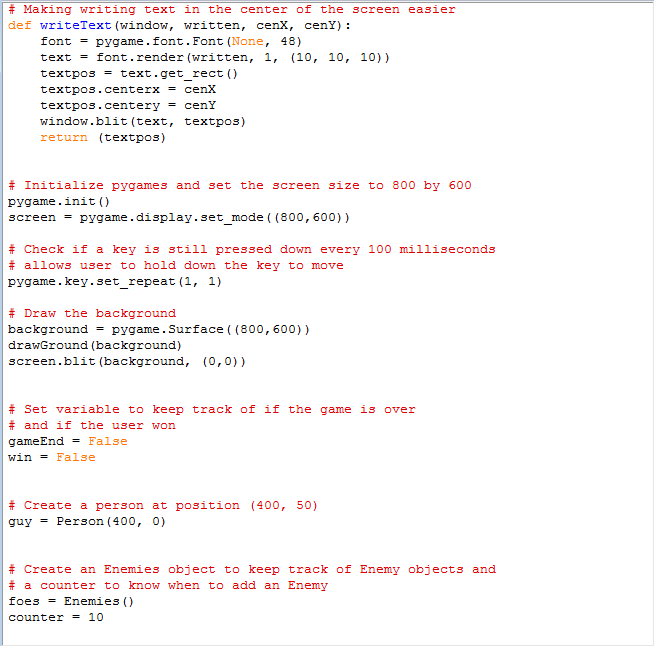 # Making writing text in the center of the screen easier
def writeText(window, written, cenX, cenY):
    font = pygame.font.Font(None, 48)
    text = font.render(written, 1, (10, 10, 10))
    textpos = text.get_rect()
    textpos.centerx = cenX
    textpos.centery = cenY
    window.blit(text, textpos)
    return (textpos)
# Initialize pygames and set the screen size to 800 by 600
pygame.init()
screen = pygame.display.set_mode((800,600))
# Check if a key is still pressed down every 100 milliseconds
# allows user to hold down the key to move
pygame.key.set_repeat(1, 1)
# Draw the background
background = pygame.Surface((800,600))
drawGround(background)
screen.blit(background, (0,0))
# Set variable to keep track of if the game is over
# and if the user won
gameEnd = False
win = False
# Create a person at position (400, 50)
guy = Person(400, 0)
# Create an Enemies object to keep track of Enemy objects and
# a counter to know when to add an Enemy
foes = Enemies()
counter = 10